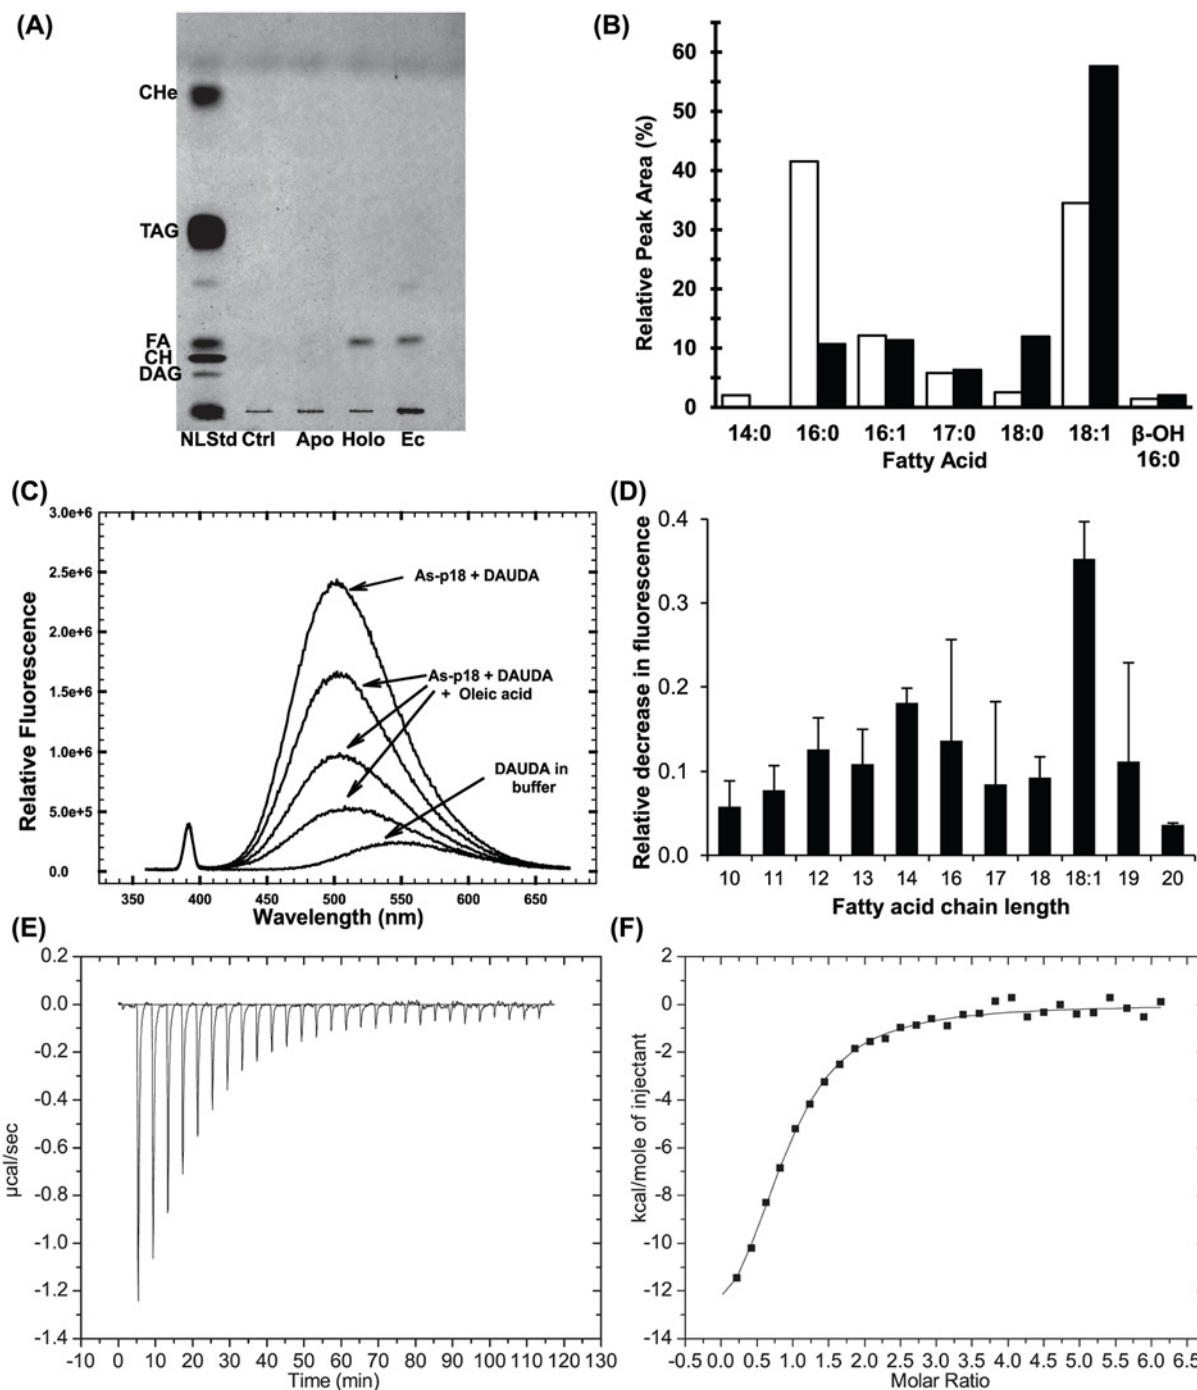 (A)
CHe
TAG
FA
CH
DAG
NLStd Ctrl Apo Holo Ec
(B)
Relative Peak Area (%)
60
50
40
30
20
10
0
14:0 16:0 16:1 17:0 18:0 18:1 β-OH
16:0
Fatty Acid
(C)
Relative Fluorescence
3.0e+6
2.5e+6
2.0e+6
1.5e+6
1.0e+6
5.0e+5
0.0
As-p18 + DAUDA
As-p18 + DAUDA
+ Oleic acid
DAUDA in
buffer
350 400 450 500 550 600 650
Wavelength (nm)
(D)
Relative decrease in fluorescence
0.4
0.3
0.2
0.1
0.0
10 11 12 13 14 16 17 18 18:1 19 20
Fatty acid chain length
(E)
µcal/sec
0.2
0.0
-0.2
-0.4
-0.6
-0.8
-1.0
-1.2
-1.4
-10 0 10 20 30 40 50 60 70 80 90 100 110 120 130
Time (min)
(F)
kcal/mole of injectant
2
0
-2
-4
-6
-8
-10
-12
-14
-0.5 0.0 0.5 1.0 1.5 2.0 2.5 3.0 3.5 4.0 4.5 5.0 5.5 6.0 6.5
Molar Ratio